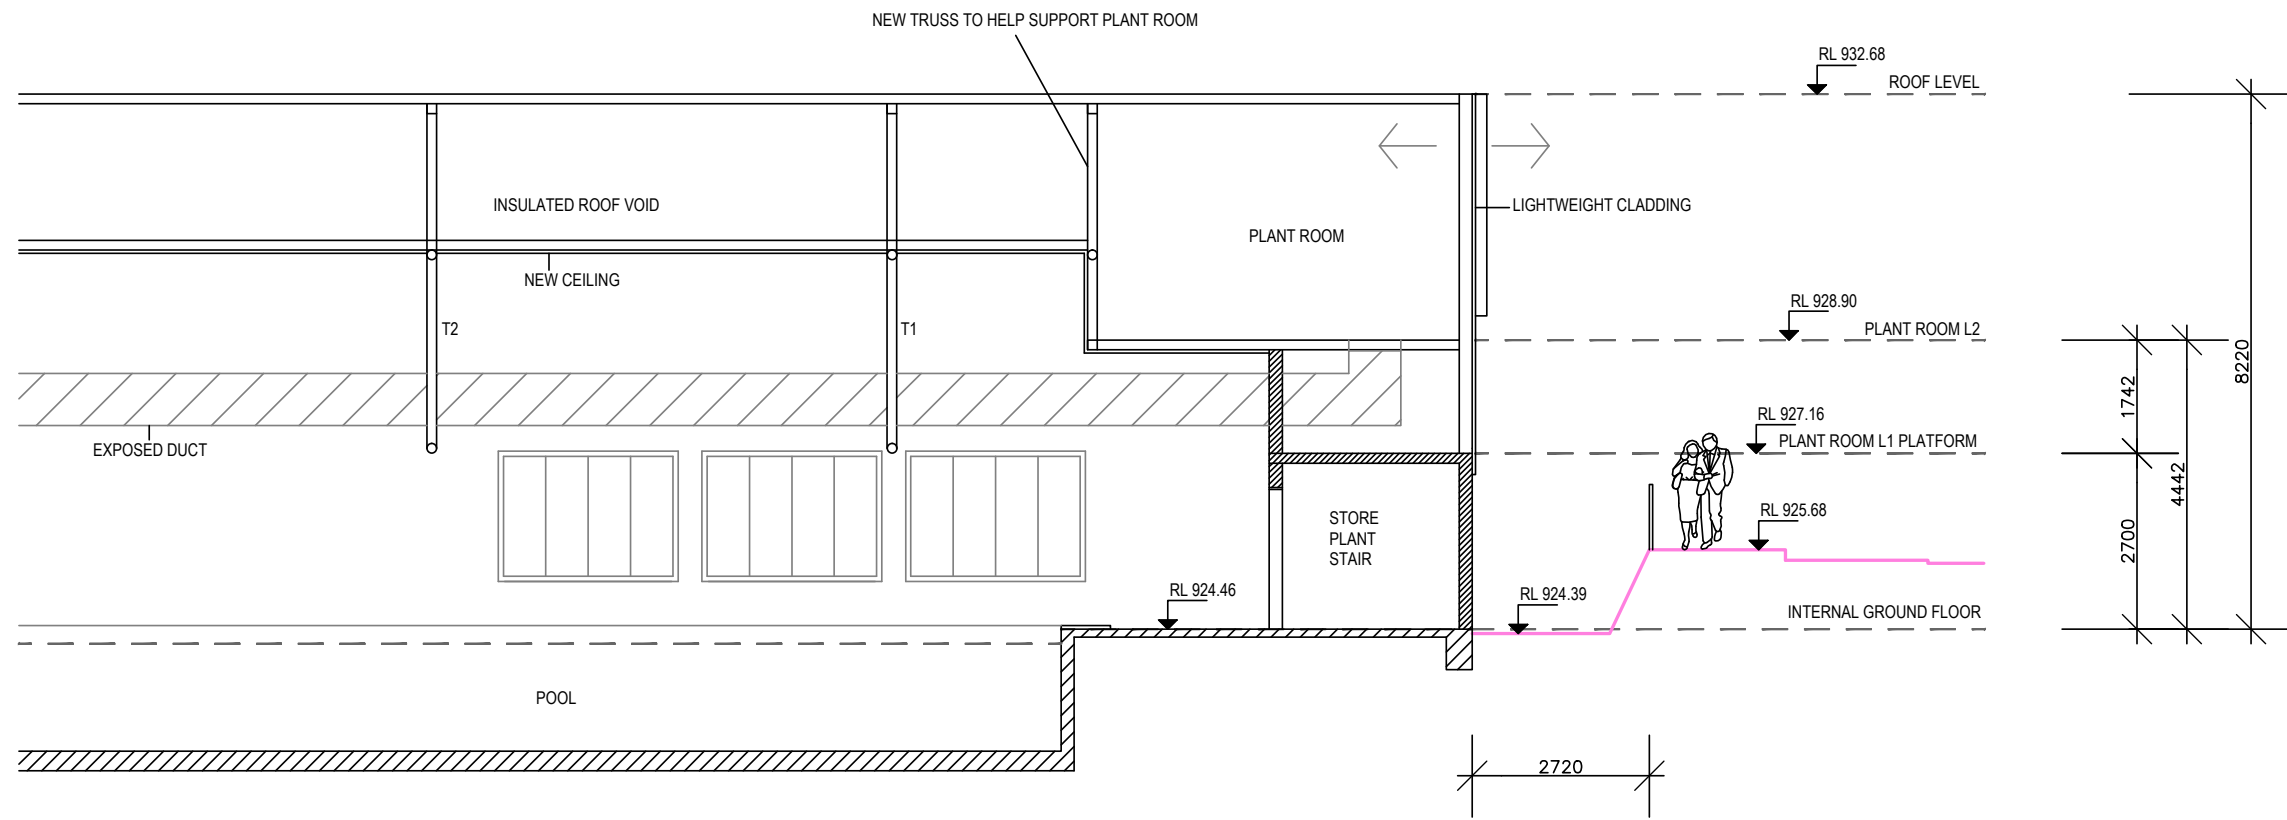 NEW TRUSS TO HELP SUPPORT PLANT ROOM
RL 932.68
ROOF LEVEL
INSULATED ROOF VOID
LIGHTWEIGHT CLADDING
PLANT ROOM
NEW CEILING
RL 928.90
T2
T1
PLANT ROOM L2
8220
1742
RL 927.16
PLANT ROOM L1 PLATFORM
EXPOSED DUCT
4442
RL 925.68
STORE
PLANT
STAIR
2700
RL 924.46
RL 924.39
INTERNAL GROUND FLOOR
POOL
2720